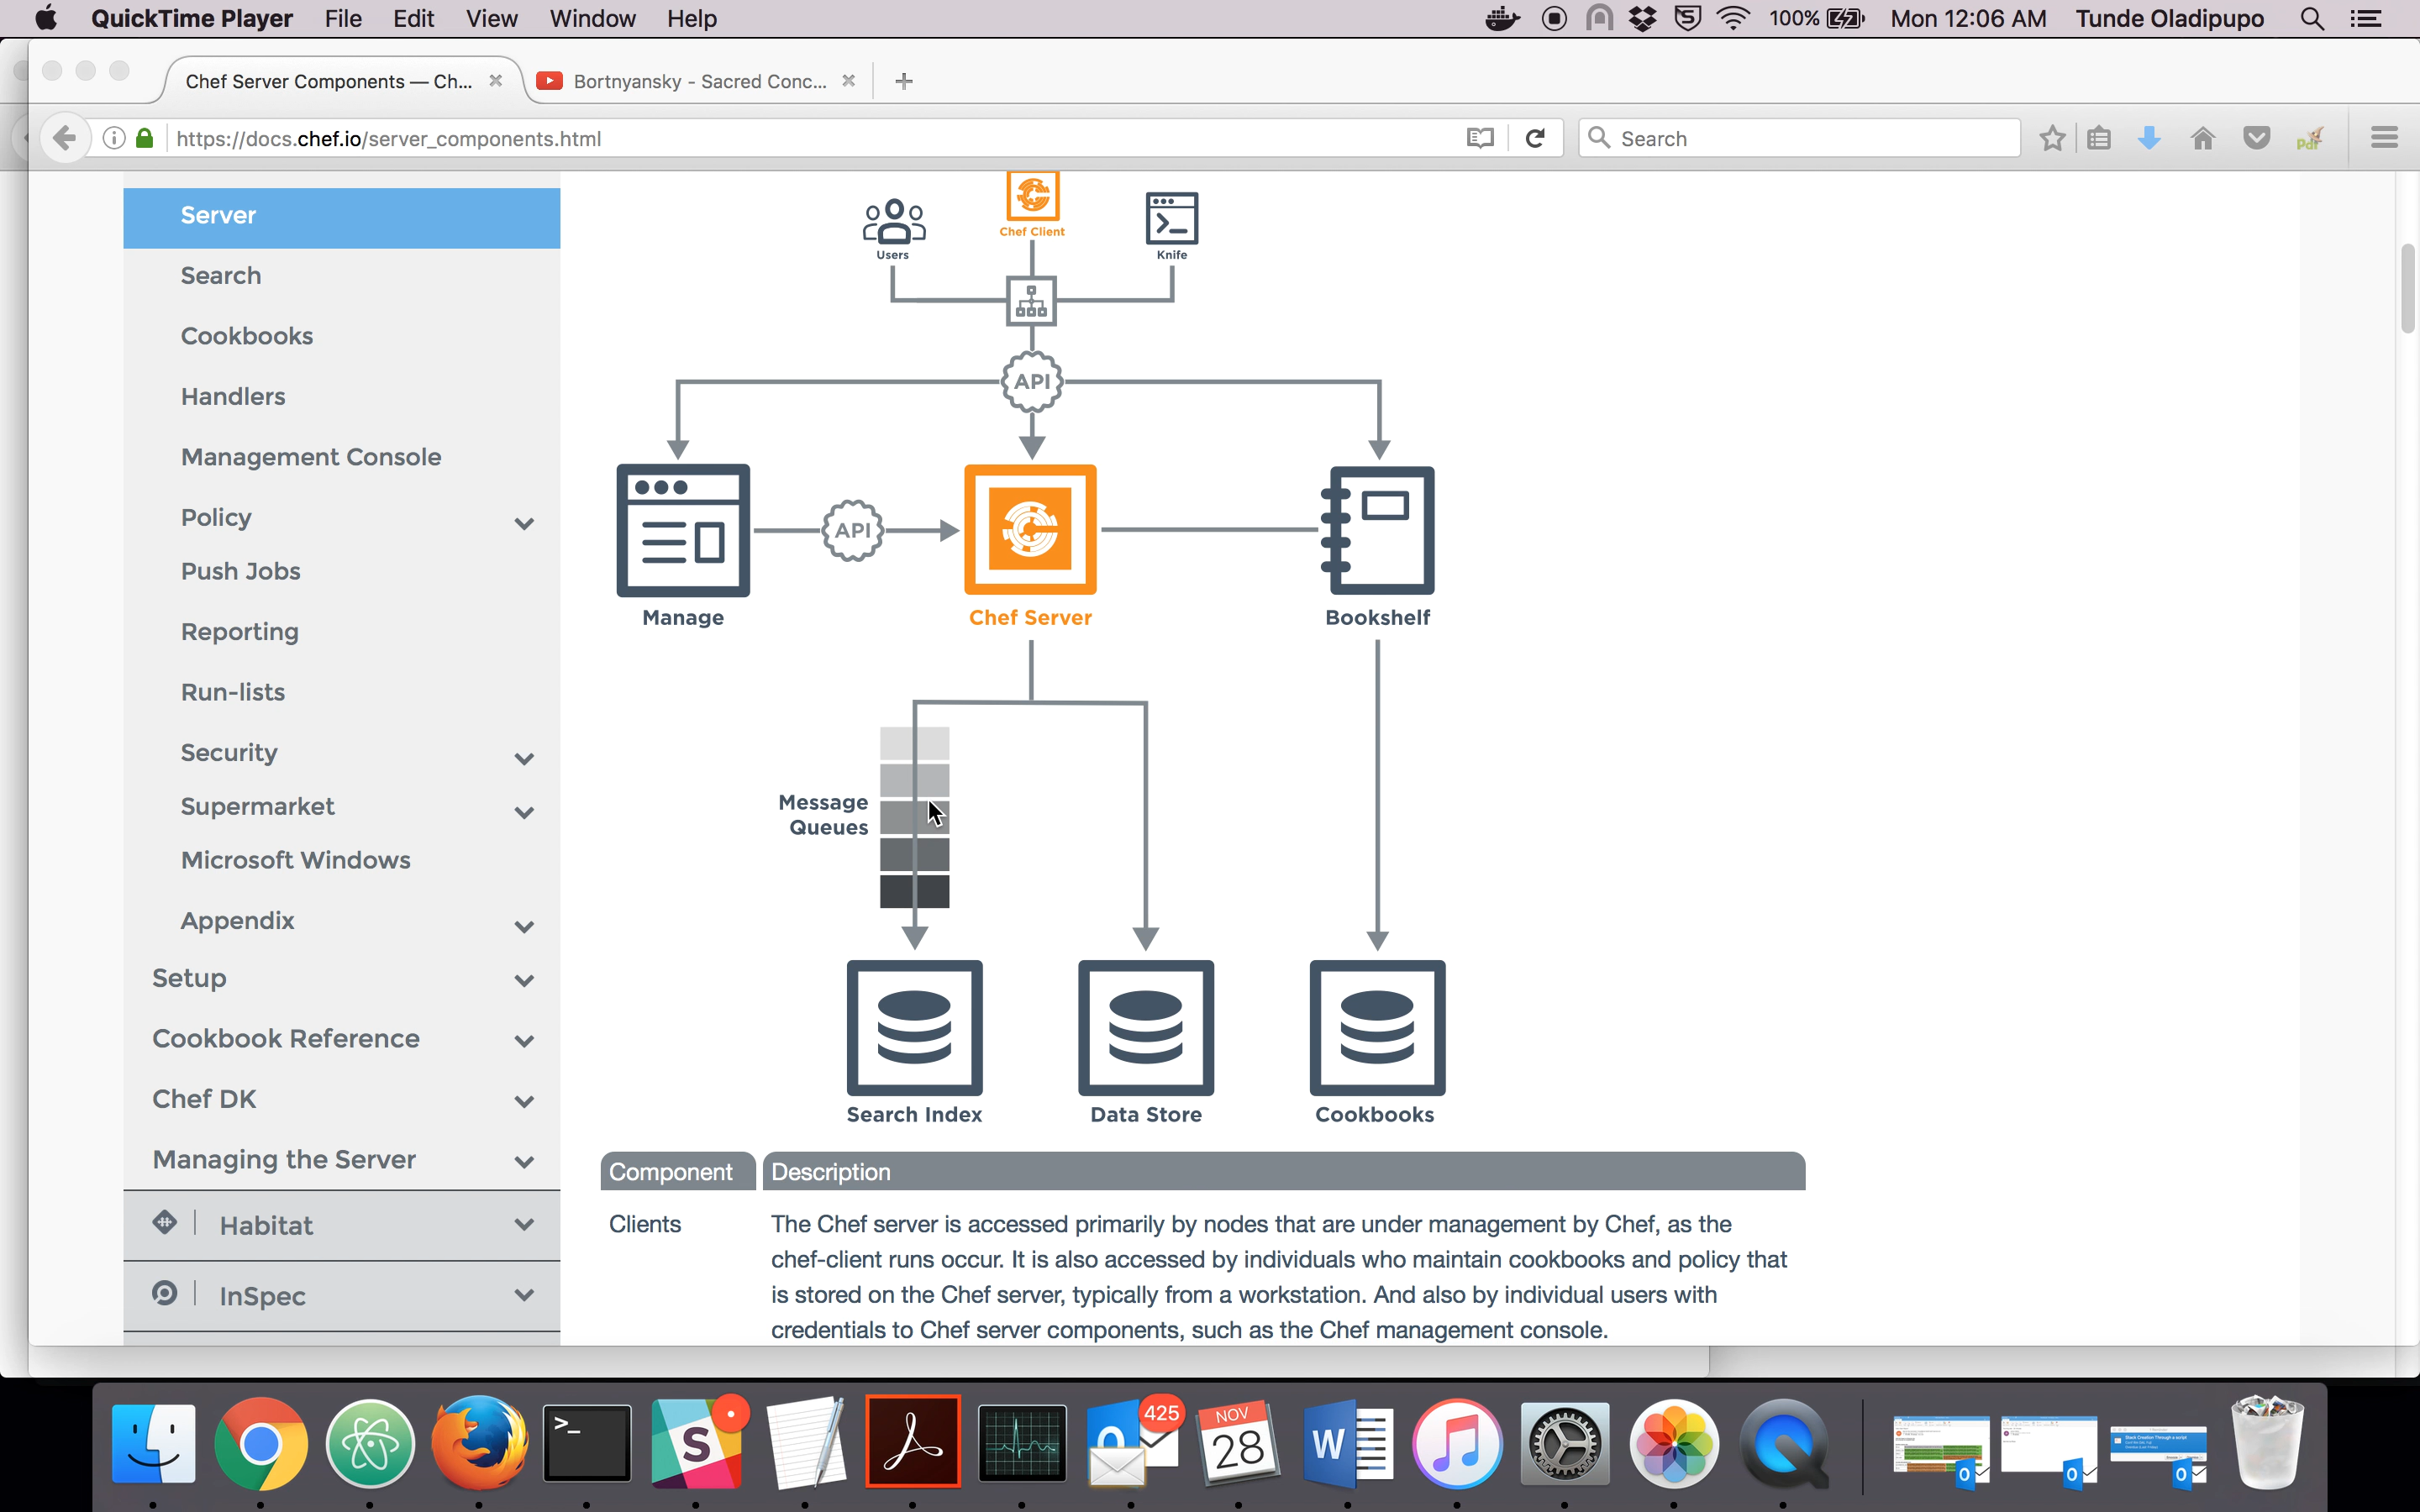 QuickTime Player File Edit View Window Help 100% Mon 12:06 AM Tunde Oladipupo
Chef Server Components — Ch... Bortnyansky - Sacred Conc...
https://docs.chef.io/server_components.html Search
pdf
Server
Search
Cookbooks
Handlers
Management Console
Policy
Push Jobs
Reporting
Run-lists
Security
Supermarket
Microsoft Windows
Appendix
Setup
Cookbook Reference
Chef DK
Managing the Server
Habitat
InSpec
Chef Client
Users
Knife
API
API
Manage
Chef Server
Bookshelf
Message
Queues
Search Index
Data Store
Cookbooks
Component Description
Clients The Chef server is accessed primarily by nodes that are under management by Chef, as the
chef-client runs occur. It is also accessed by individuals who maintain cookbooks and policy that
is stored on the Chef server, typically from a workstation. And also by individual users with
credentials to Chef server components, such as the Chef management console.
425
NOV
28